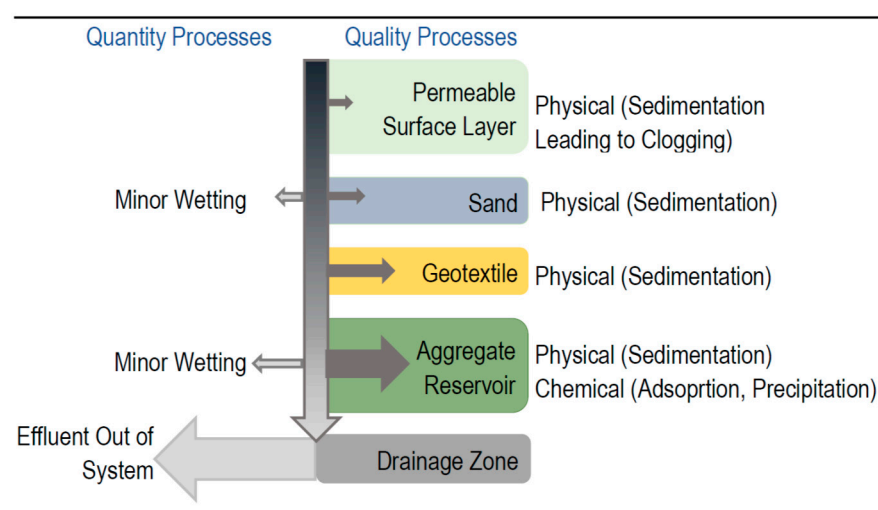 Quantity Processes
Quality Processes
Permeable
Surface Layer
Physical (Sedimentation
Leading to Clogging)
Minor Wetting
Sand
Physical (Sedimentation)
Geotextile
Physical (Sedimentation)
Minor Wetting
Aggregate
Reservoir
Physical (Sedimentation)
Chemical (Adsoprtion, Precipitation)
Effluent Out of
System
Drainage Zone